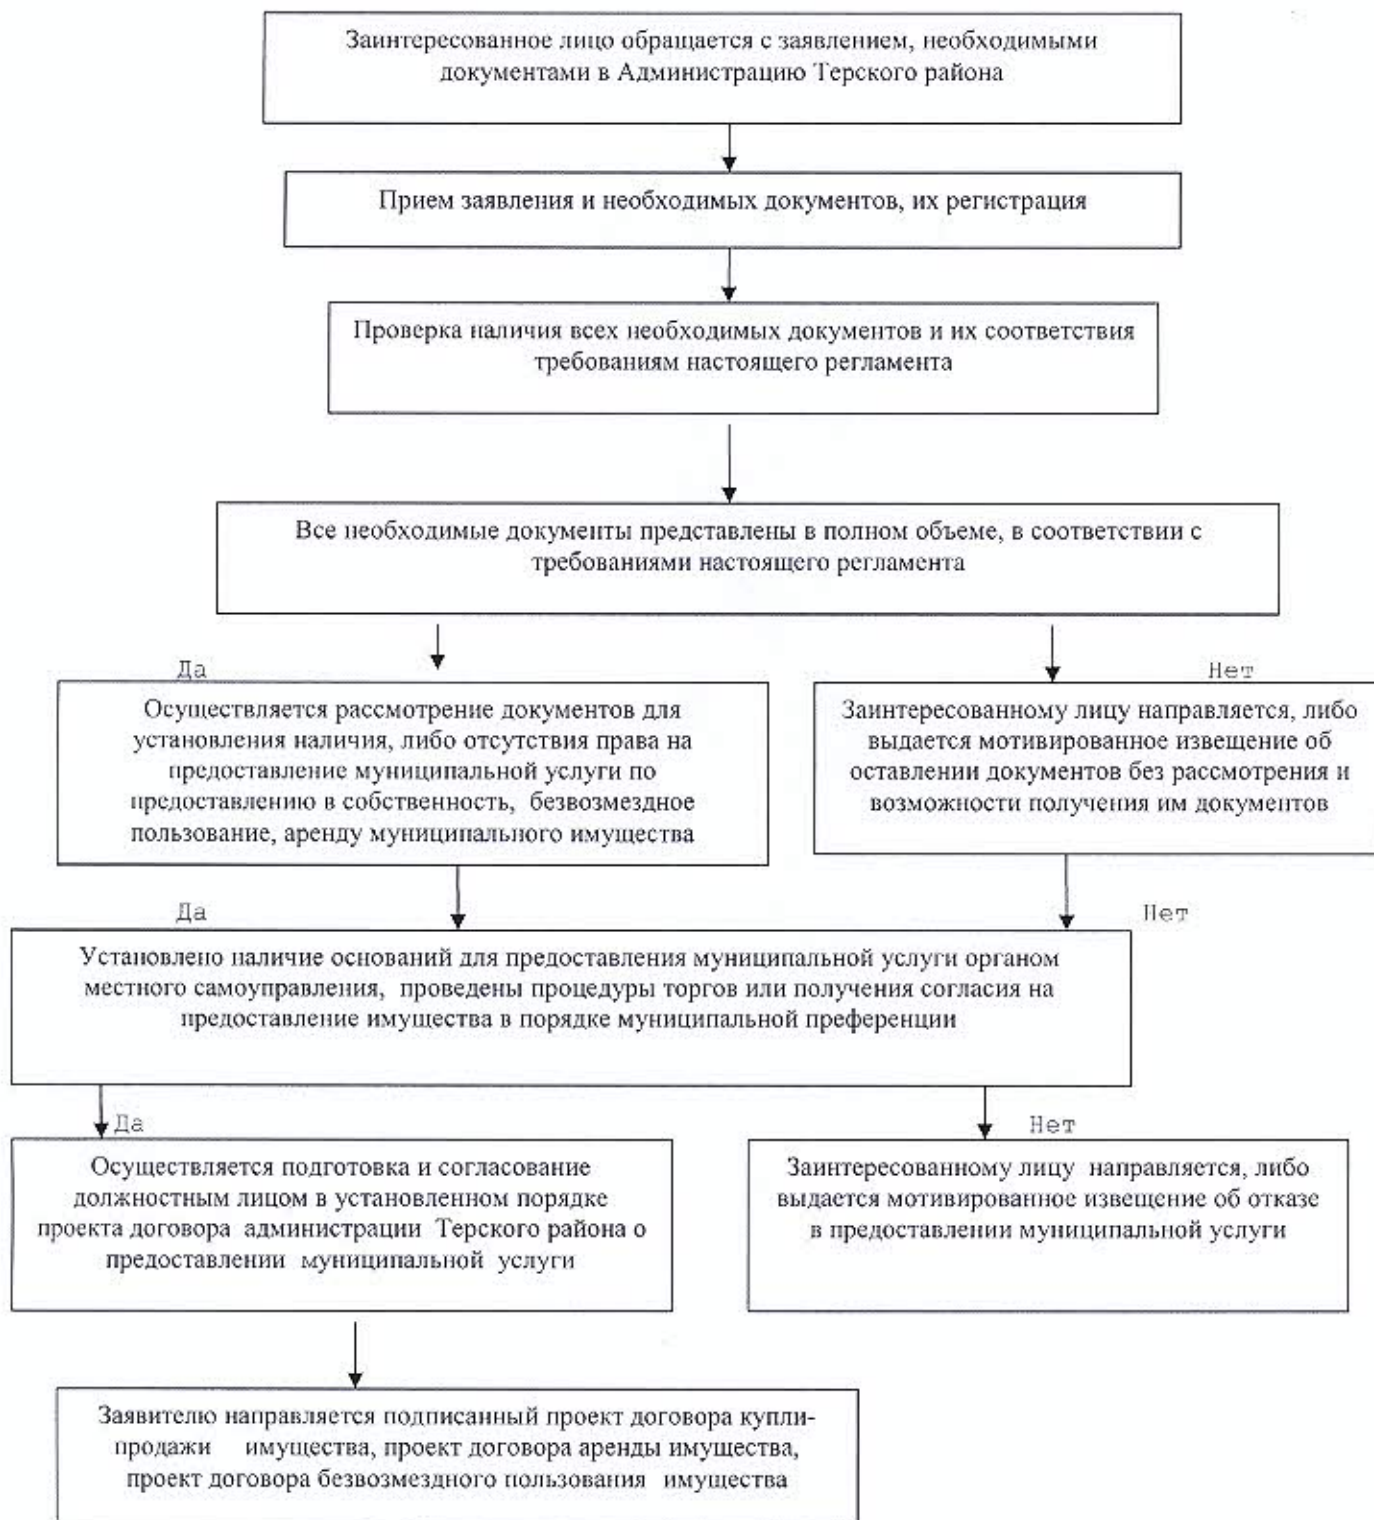 Заинтересованное лицо обращается с заявлением, необходимыми
документами в Администрацию Терского района
Прием заявления и необходимых документов, их регистрация
Проверка наличия всех необходимых документов и их соответствия
требованиям настоящего регламента
Все необходимые документы представлены в полном объеме, в соответствии с
требованиями настоящего регламента
Да
Нет
Осуществляется рассмотрение документов для
установления наличия, либо отсутствия права на
предоставление муниципальной услуги по
предоставлению в собственность, безвозмездное
пользование, аренду муниципального имущества
Заинтересованному лицу направляется, либо
выдается мотивированное извещение об
оставлении документов без рассмотрения и
возможности получения им документов
Да
Нет
Установлено наличие оснований для предоставления муниципальной услуги органом
местного самоуправления, проведены процедуры торгов или получения согласия на
предоставление имущества в порядке муниципальной преференции
Да
Нет
Осуществляется подготовка и согласование
должностным лицом в установленном порядке
проекта договора администрации Терского района о
предоставлении муниципальной услуги
Заинтересованному лицу направляется, либо
выдается мотивированное извещение об отказе
в предоставлении муниципальной услуги
Заявителю направляется подписанный проект договора купли-
продажи имущества, проект договора аренды имущества,
проект договора безвозмездного пользования имущества